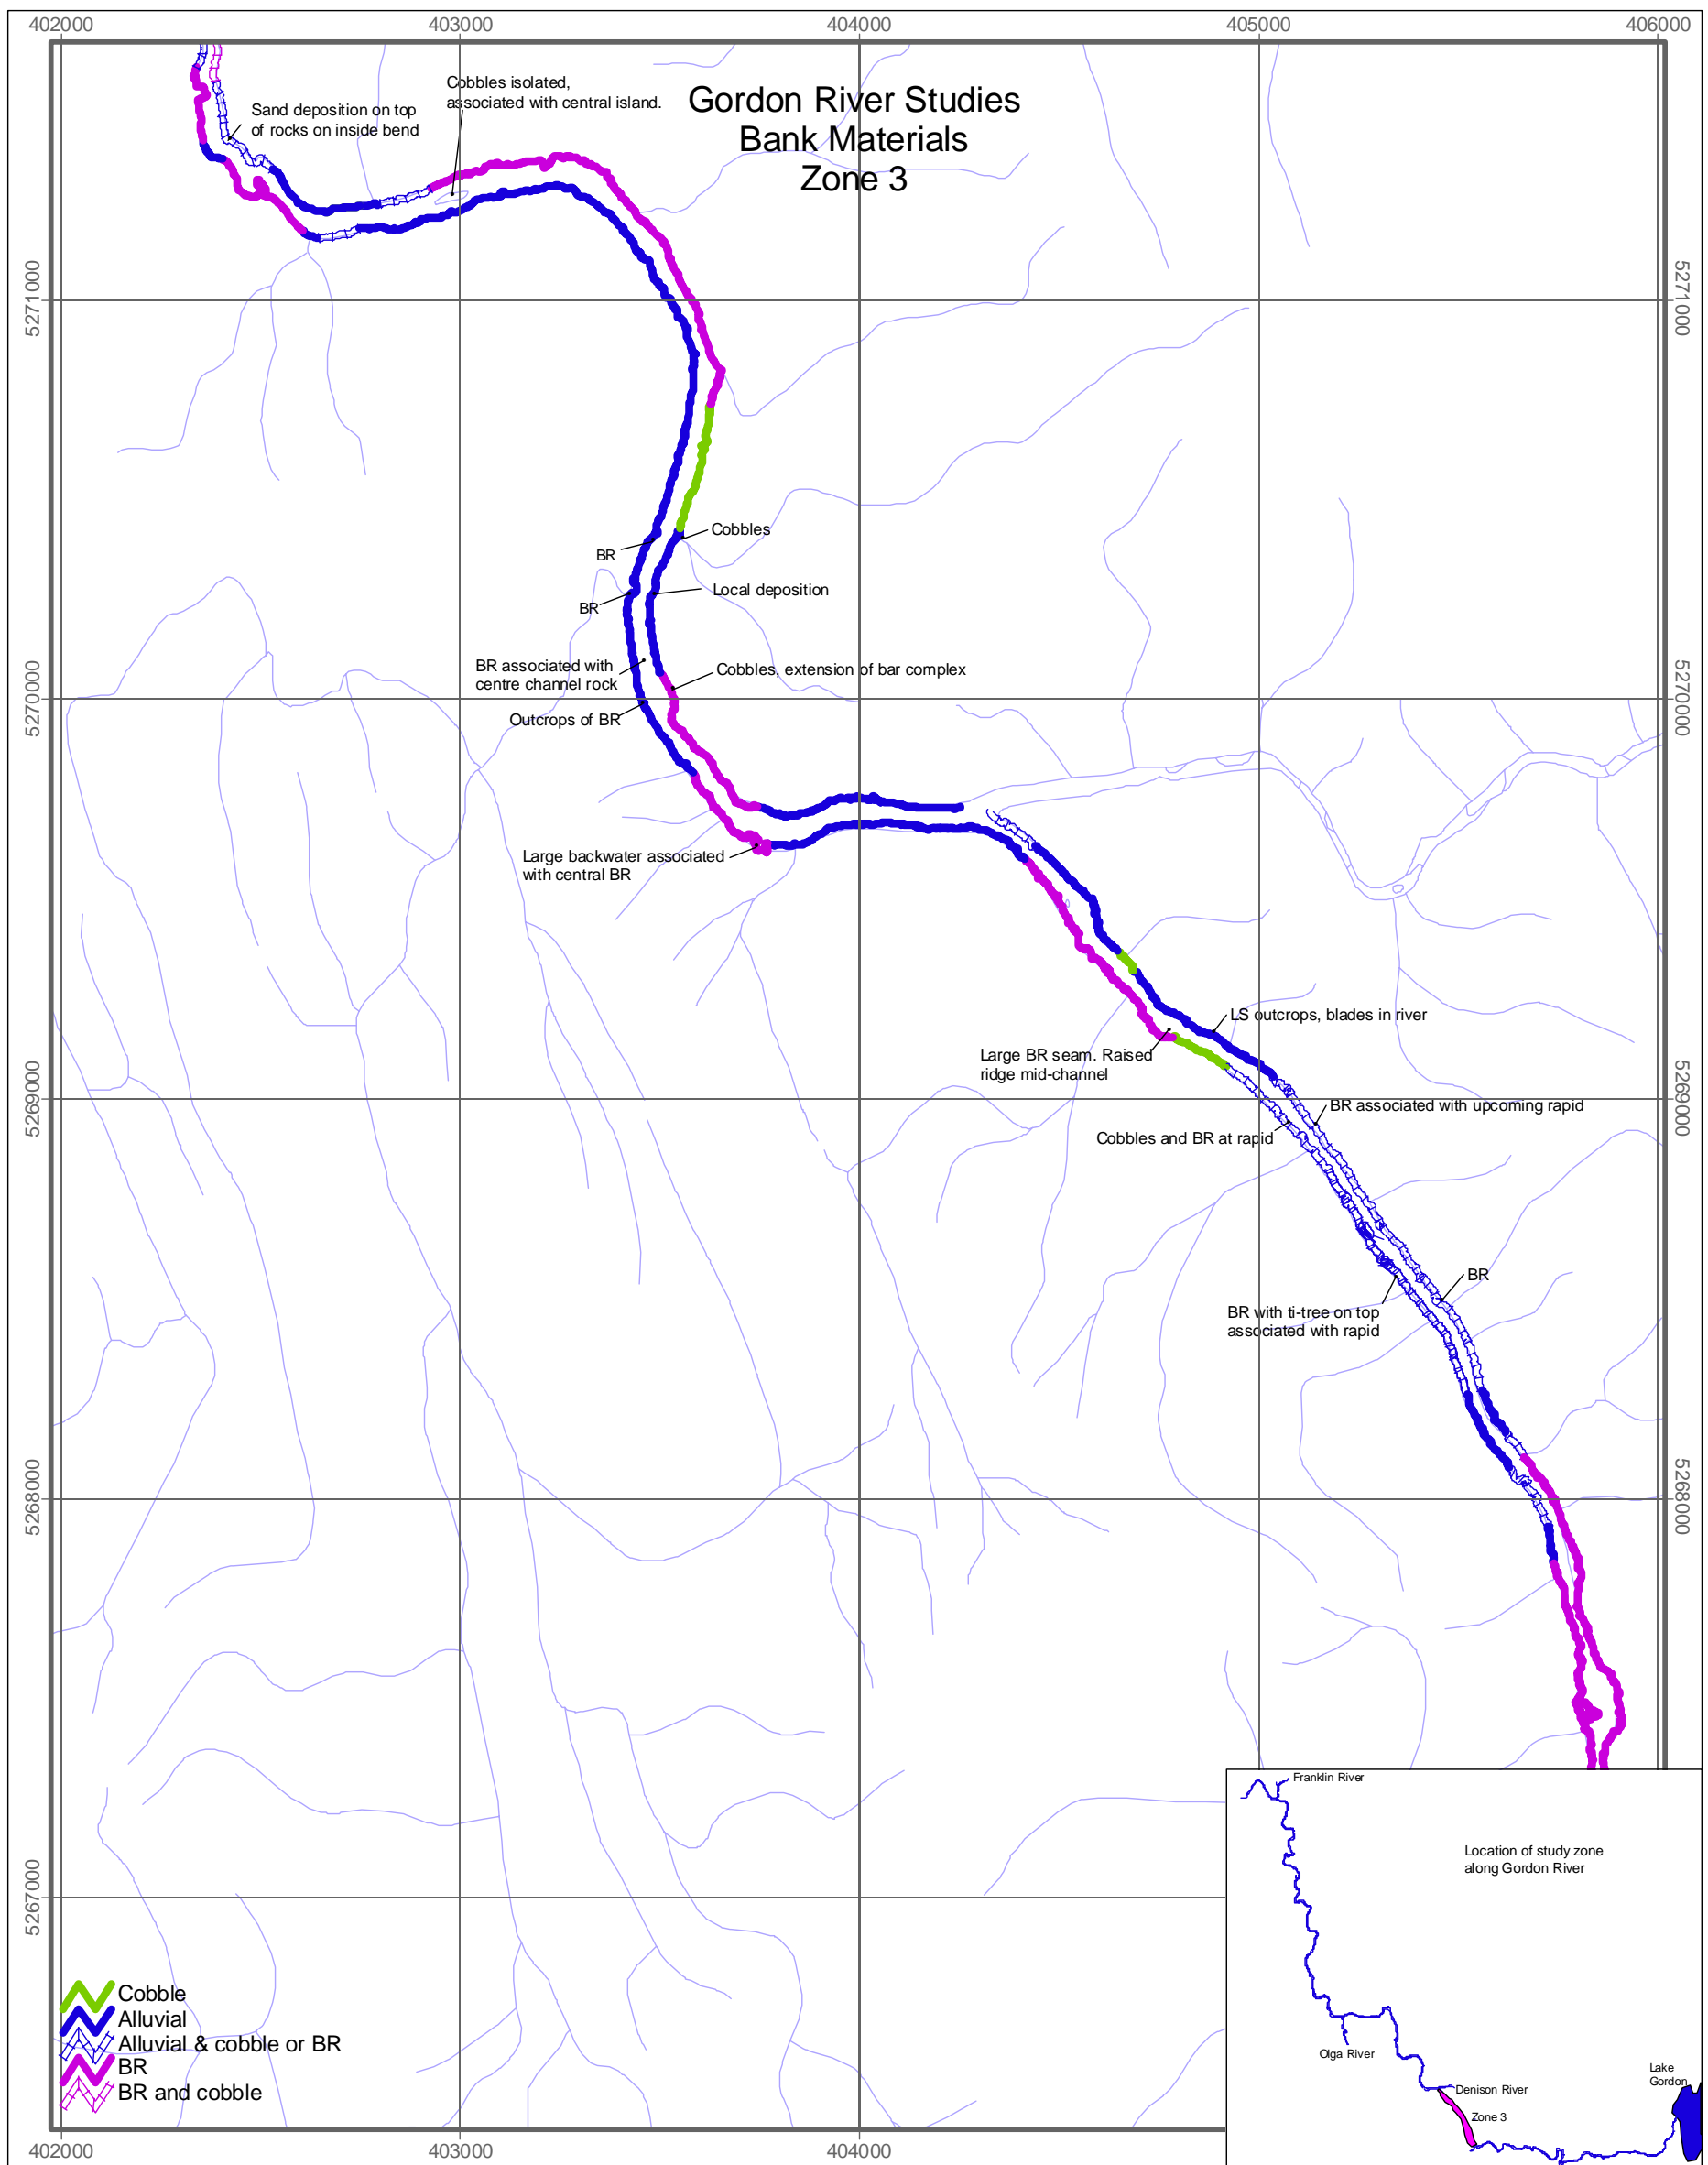 402000
403000
404000
405000
406000
Gordon River Studies
Bank Materials
Zone 3
Cobbles isolated,
associated with central island.
Sand deposition on top
of rocks on inside bend
5271000
5271000
Cobbles
BR
Local deposition
BR
BR associated with
centre channel rock
Cobbles, extension of bar complex
Outcrops of BR
5270000
5270000
Large backwater associated
with central BR
LS outcrops, blades in river
Large BR seam. Raised
ridge mid-channel
5269000
5269000
BR associated with upcoming rapid
Cobbles and BR at rapid
BR
BR with ti-tree on top
associated with rapid
5268000
5268000
5267000
Cobble
Alluvial
Alluvial & cobble or BR
BR
BR and cobble
Franklin River
Location of study zone
along Gordon River
Olga River
Lake
Gordon
Denison River
Zone 3
402000
403000
404000